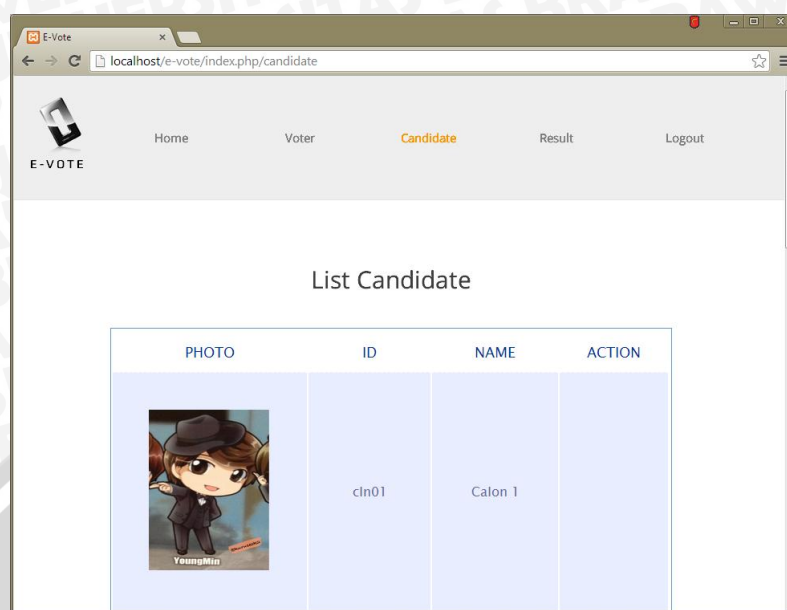 E-Vote
localhost/e-vote/index.php/candidate
E-VOTE
Home Voter Candidate Result Logout
List Candidate
PHOTO ID NAME ACTION
cln01 Calon 1
YoungMin